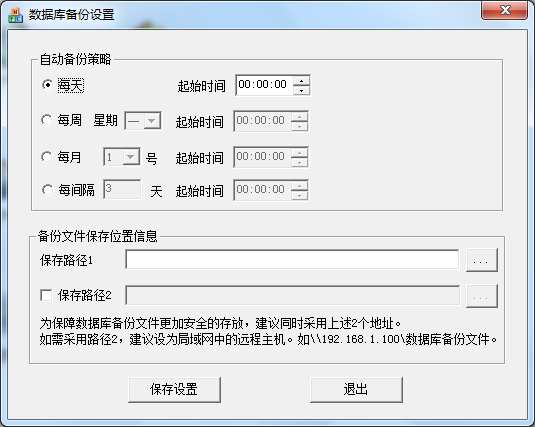 数据库备份设置
自动备份策略
每天 起始时间 00:00:00
每周 星期 一 起始时间 00:00:00
每月 1 号 起始时间 00:00:00
每间隔 3 天 起始时间 00:00:00
备份文件保存位置信息
保存路径1 ...
保存路径2 ...
为保障数据库备份文件更加安全的存放，建议同时采用上述2个地址。
如需采用路径2，建议设为局域网中的远程主机。如\\192.168.1.100\数据库备份文件。
保存设置 退出